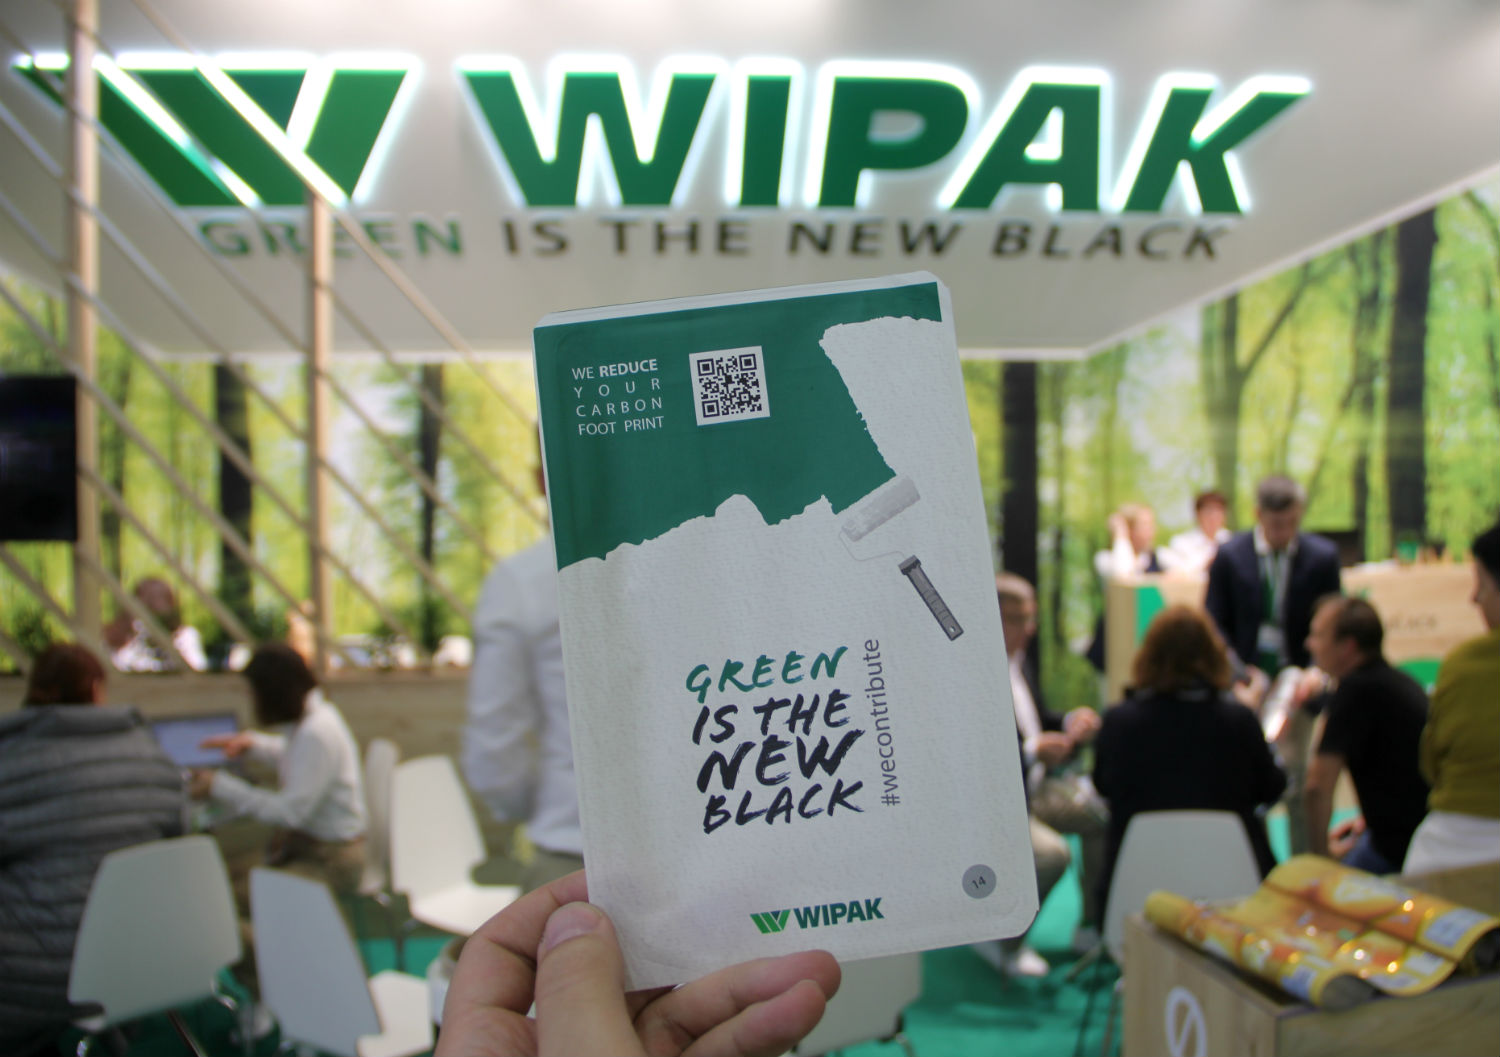 WIPAK
GREEN IS THE NEW BLACK
WE REDUCE
YOUR
CARBON
FOOT PRINT
GREEN
IS THE
NEW
BLACK
#wecontribute
14
WIPAK